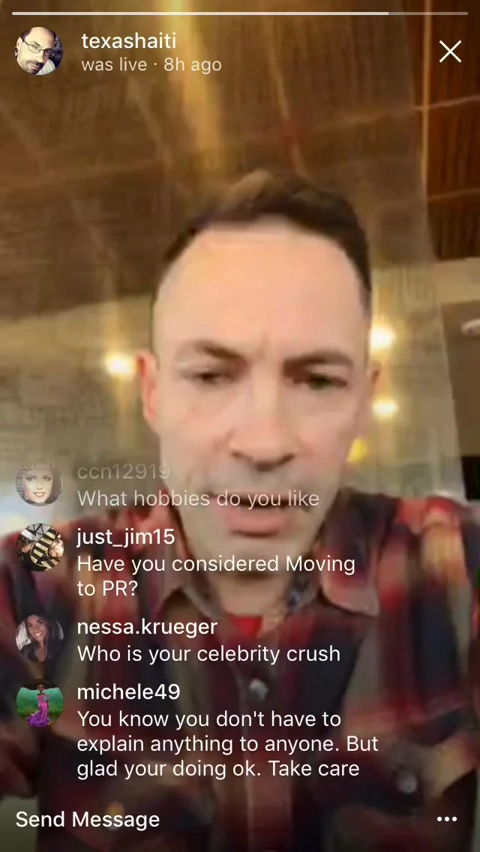 texashaiti
was live · 8h ago
ccn12919
What hobbies do you like
just_jim15
Have you considered Moving
to PR?
nessa.krueger
Who is your celebrity crush
michele49
You know you don't have to
explain anything to anyone. But
glad your doing ok. Take care
Send Message